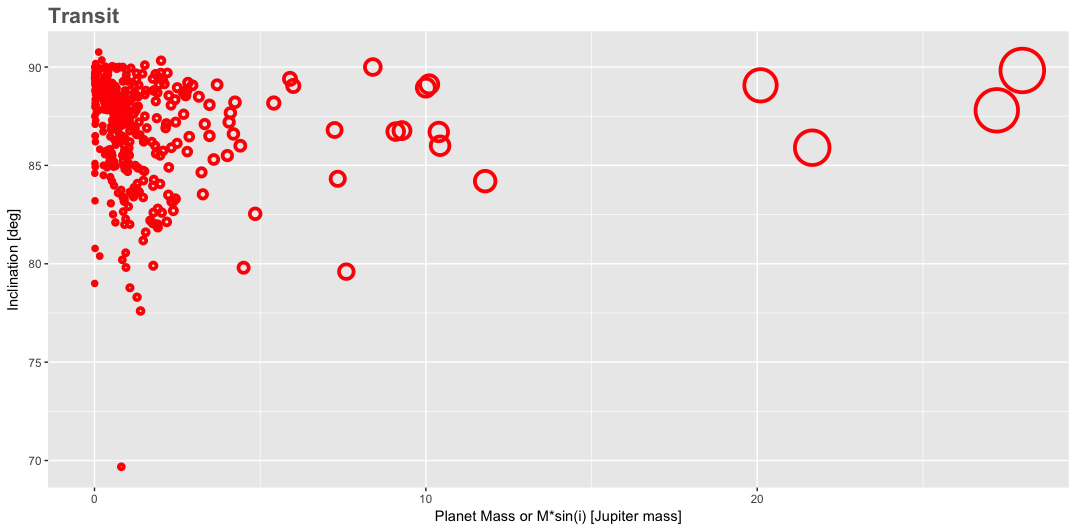 Transit
90
85
80
75
70
Inclination [deg]
0
10
20
Planet Mass or M*sin(i) [Jupiter mass]